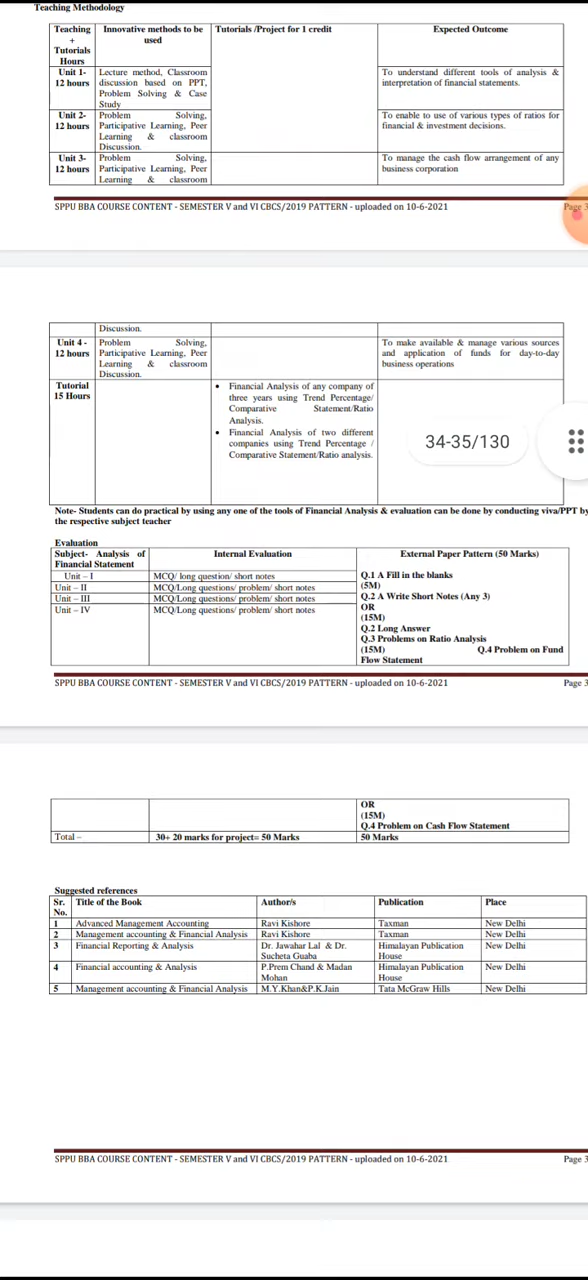 Teaching Methodology
Teaching + Tutorials Hours | Innovative methods to be used | Tutorials /Project for 1 credit | Expected Outcome
Unit 1- 12 hours | Lecture method, Classroom discussion based on PPT, Problem Solving & Case Study | | To understand different tools of analysis & interpretation of financial statements.
Unit 2- 12 hours | Problem Solving, Participative Learning, Peer Learning & classroom Discussion. | | To enable to use of various types of ratios for financial & investment decisions.
Unit 3- 12 hours | Problem Solving, Participative Learning, Peer Learning & classroom | | To manage the cash flow arrangement of any business corporation
SPPU BBA COURSE CONTENT - SEMESTER V and VI CBCS/2019 PATTERN - uploaded on 10-6-2021 Page 3
Discussion.
Unit 4 - 12 hours | Problem Solving, Participative Learning, Peer Learning & classroom Discussion. | | To make available & manage various sources and application of funds for day-to-day business operations
Tutorial 15 Hours | | • Financial Analysis of any company of three years using Trend Percentage/ Comparative Statement/Ratio Analysis.
• Financial Analysis of two different companies using Trend Percentage / Comparative Statement/Ratio analysis.
34-35/130
Note- Students can do practical by using any one of the tools of Financial Analysis & evaluation can be done by conducting viva/PPT by
the respective subject teacher
Evaluation
Subject- Analysis of Financial Statement | Internal Evaluation | External Paper Pattern (50 Marks)
Unit – I | MCQ/ long question/ short notes
Unit – II | MCQ/Long questions/ problem/ short notes
Unit – III | MCQ/Long questions/ problem/ short notes
Unit – IV | MCQ/Long questions/ problem/ short notes
Q.1 A Fill in the blanks
(5M)
Q.2 A Write Short Notes (Any 3)
OR
(15M)
Q.2 Long Answer
Q.3 Problems on Ratio Analysis
(15M) Q.4 Problem on Fund
Flow Statement
SPPU BBA COURSE CONTENT - SEMESTER V and VI CBCS/2019 PATTERN - uploaded on 10-6-2021 Page 3
OR
(15M)
Q.4 Problem on Cash Flow Statement
Total – | 30+ 20 marks for project= 50 Marks | 50 Marks
Suggested references
Sr. No. | Title of the Book | Author/s | Publication | Place
1 | Advanced Management Accounting | Ravi Kishore | Taxman | New Delhi
2 | Management accounting & Financial Analysis | Ravi Kishore | Taxman | New Delhi
3 | Financial Reporting & Analysis | Dr. Jawahar Lal & Dr. Sucheta Guaba | Himalayan Publication House | New Delhi
4 | Financial accounting & Analysis | P.Prem Chand & Madan Mohan | Himalayan Publication House | New Delhi
5 | Management accounting & Financial Analysis | M.Y.Khan&P.K.Jain | Tata McGraw Hills | New Delhi
SPPU BBA COURSE CONTENT - SEMESTER V and VI CBCS/2019 PATTERN - uploaded on 10-6-2021 Page 3